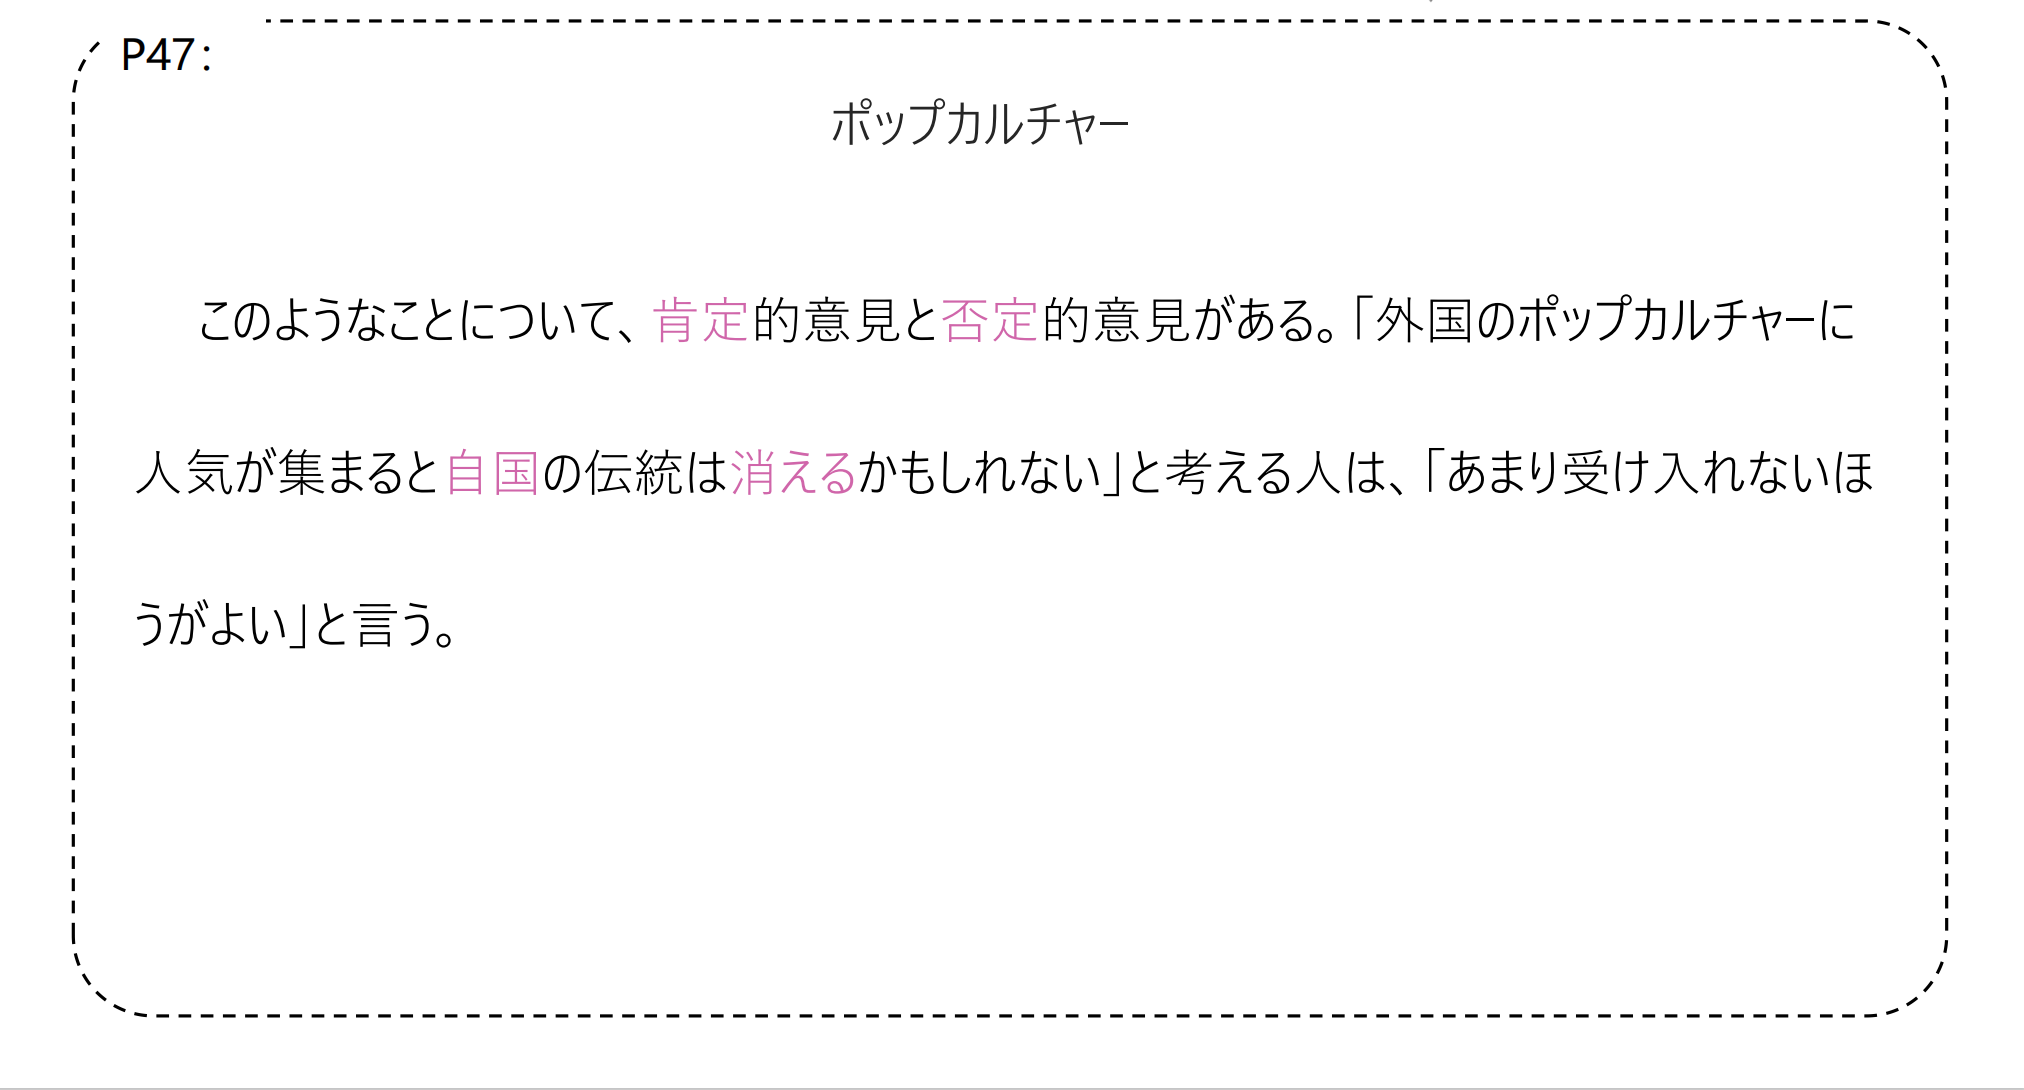 P47:
ポップカルチャー
このようなことについて、肯定的意見と否定的意見がある。「外国のポップカルチャーに
人気が集まると自国の伝統は消えるかもしれない」と考える人は、「あまり受け入れないほ
うがよい」と言う。